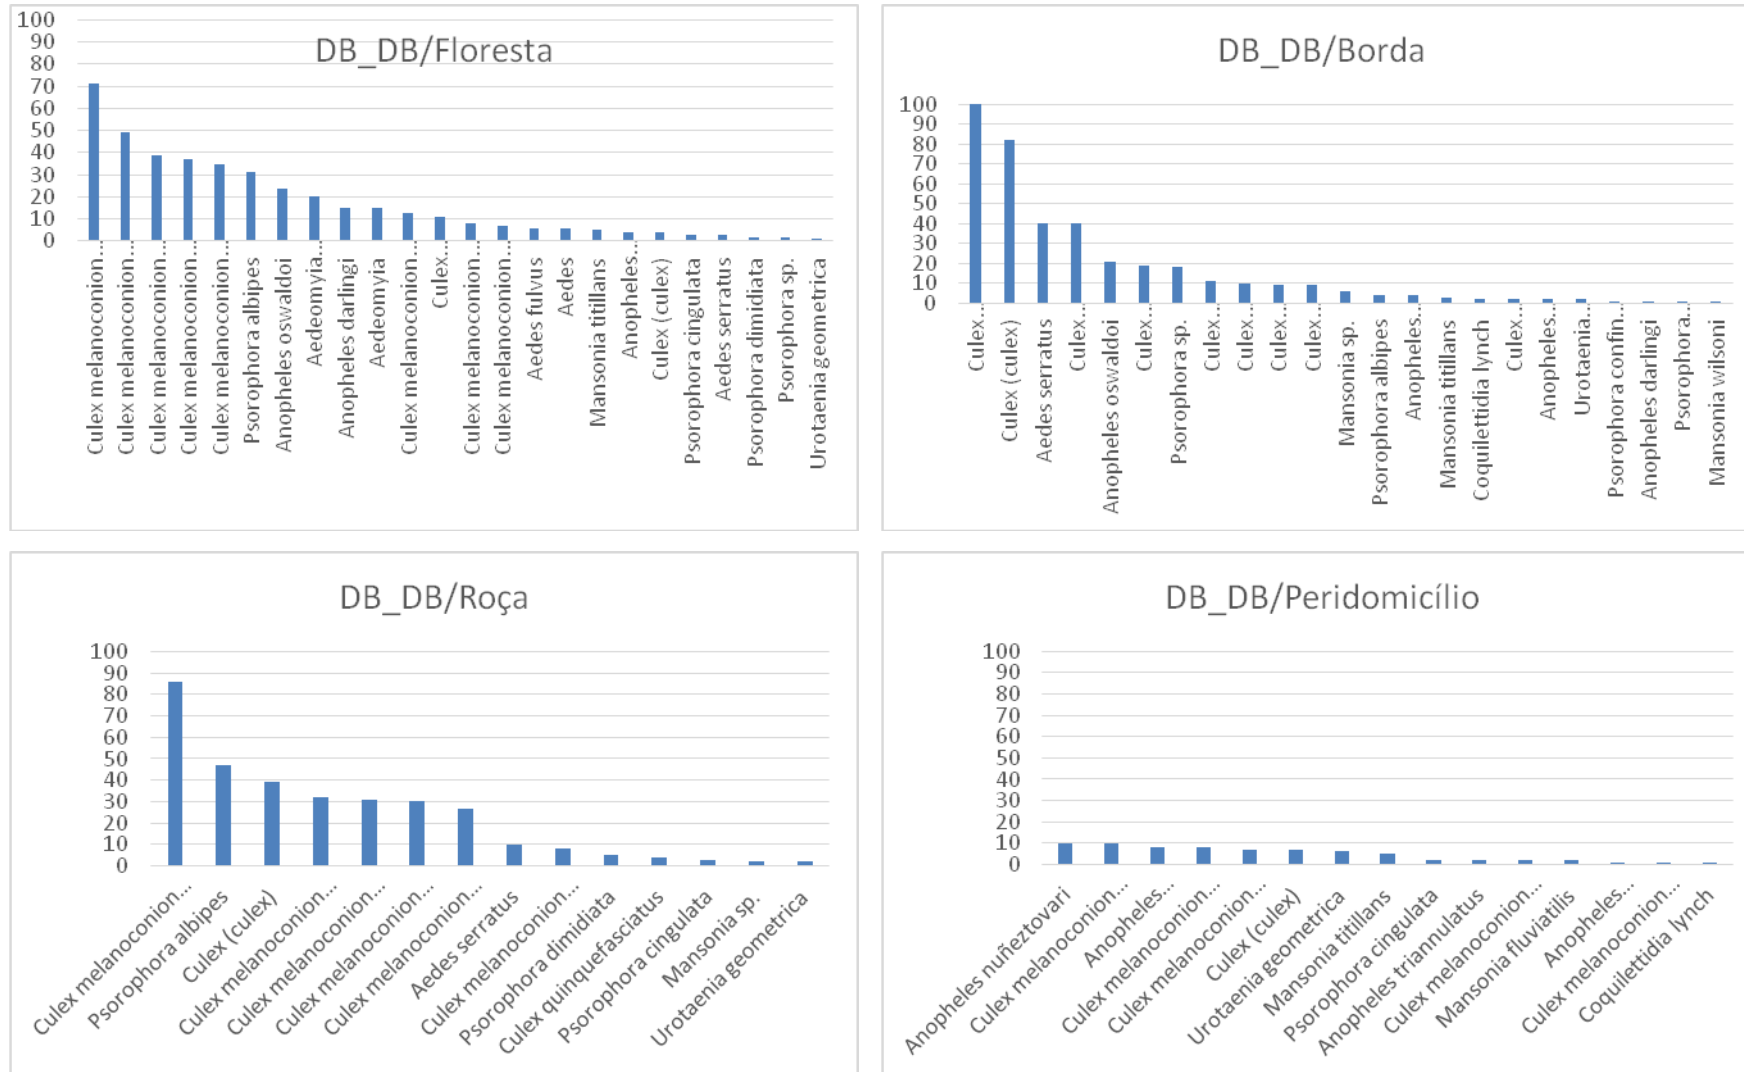 DB_DB/Floresta
100
90
80
70
60
50
40
30
20
10
0
Culex melanoconion...
Culex melanoconion...
Culex melanoconion...
Culex melanoconion...
Culex melanoconion...
Psorophora albipes
Anopheles oswaldoi
Aedeomyia...
Anopheles darlingi
Aedeomyia
Culex melanoconion...
Culex...
Culex melanoconion...
Culex melanoconion...
Aedes fulvus
Aedes
Mansonia titillans
Anopheles...
Culex (culex)
Psorophora cingulata
Aedes serratus
Psorophora dimidiata
Psorophora sp.
Urotaenia geometrica
DB_DB/Borda
100
90
80
70
60
50
40
30
20
10
0
Culex...
Culex (culex)
Aedes serratus
Culex...
Anopheles oswaldoi
Culex...
Psorophora sp.
Culex...
Culex...
Culex...
Culex...
Mansonia sp.
Psorophora albipes
Anopheles...
Mansonia titillans
Coquilettidia lynch
Culex...
Anopheles...
Urotaenia...
Psorophora confin...
Anopheles darlingi
Psorophora...
Mansonia wilsoni
DB_DB/Roça
100
90
80
70
60
50
40
30
20
10
0
Culex melanoconion...
Psorophora albipes
Culex (culex)
Culex melanoconion...
Culex melanoconion...
Culex melanoconion...
Culex melanoconion...
Aedes serratus
Culex melanoconion...
Psorophora dimidiata
Culex quinquefasciatus
Psorophora cingulata
Mansonia sp.
Urotaenia geometrica
DB_DB/Peridomicílio
100
90
80
70
60
50
40
30
20
10
0
Anopheles nuñeztovari
Culex melanoconion...
Anopheles...
Culex melanoconion...
Culex melanoconion...
Culex (culex)
Urotaenia geometrica
Mansonia titillans
Psorophora cingulata
Anopheles triannulatus
Culex melanoconion...
Mansonia fluviatilis
Anopheles...
Culex melanoconion...
Coquilettidia lynch